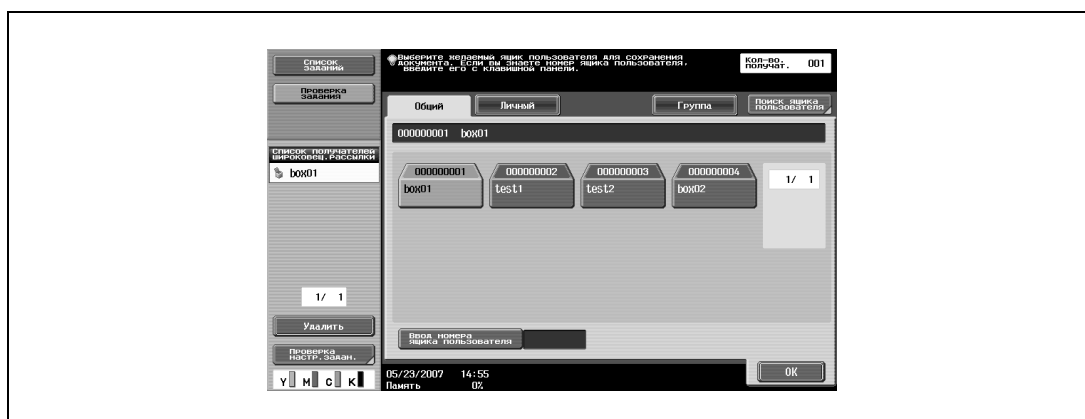 Список
заданий
Проверка
задания
Выберите желаемый ящик пользователя для сохранения
документа. Если вы знаете номер ящика пользователя,
введите его с клавишной панели.
Кол-во.
получат. 001
Общий Личный Группа Поиск ящика
пользователя
000000001 box01
Список получателей
широковещ.рассылки
box01
000000001 000000002 000000003 000000004
box01 test1 test2 box02
1/ 1
1/ 1
Удалить
Ввод номера
ящика пользователя
Проверка
настр.задан.
Y M C K
05/23/2007 14:55
Память 0%
OK